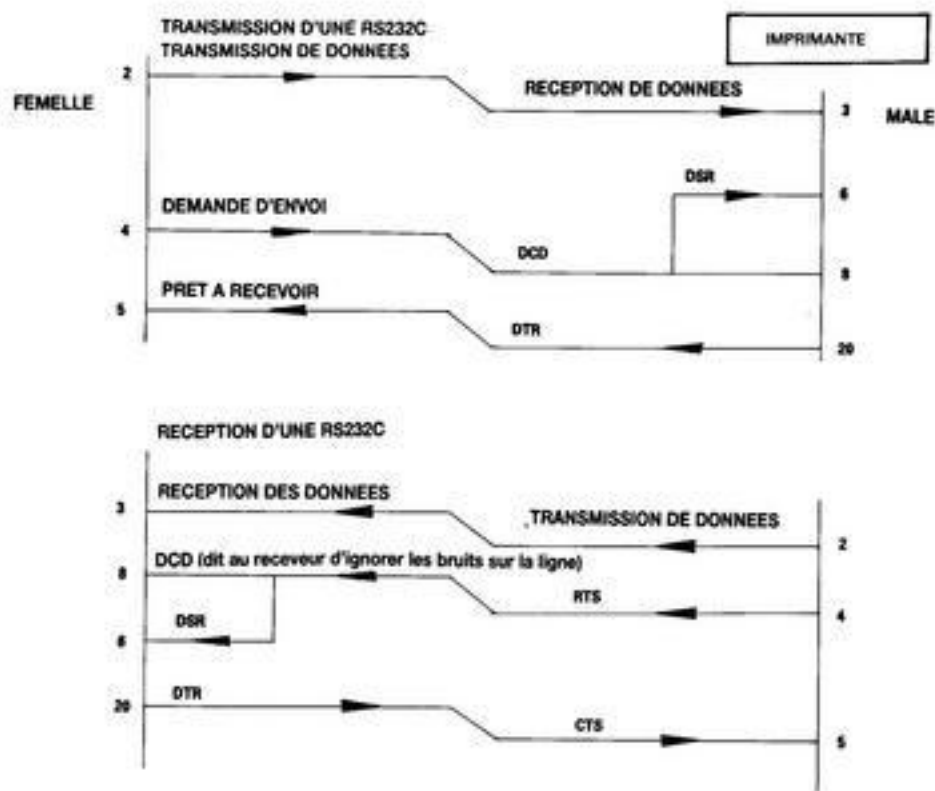 TRANSMISSION D'UNE RS232C
TRANSMISSION DE DONNEES
IMPRIMANTE
2
FEMELLE
RECEPTION DE DONNEES
3
MALE
DSR
6
DEMANDE D'ENVOI
4
DCD
8
PRET A RECEVOIR
5
DTR
20
RECEPTION D'UNE RS232C
3
RECEPTION DES DONNEES
TRANSMISSION DE DONNEES
2
DCD (dit au receveur d'ignorer les bruits sur la ligne)
8
RTS
4
DSR
6
DTR
20
CTS
5